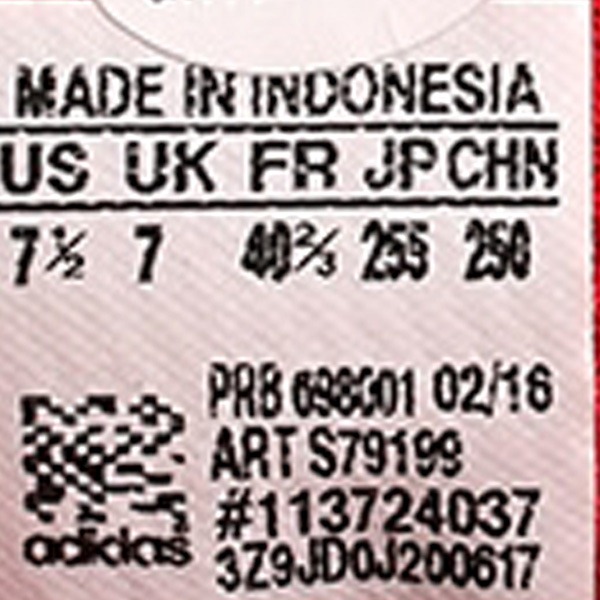 MADE IN INDONESIA
US UK FR JP CHN
7½ 7 40⅔ 255 250
PRB 698001 02/16
ART S79199
#113724037
3Z9JD0J200617
adidas